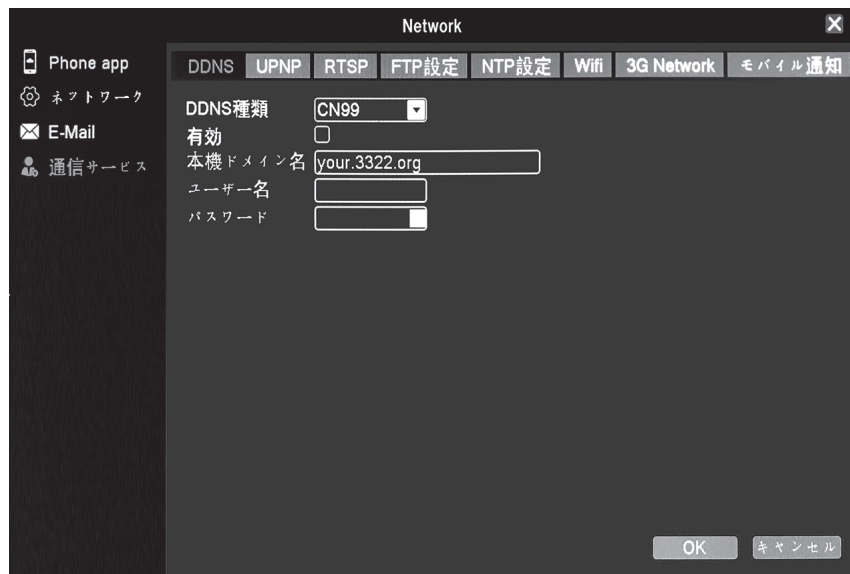 Network
Phone app
ネットワーク
E-Mail
通信サービス
DDNS UPNP RTSP FTP設定 NTP設定 Wifi 3G Network モバイル通知
DDNS種類 CN99
有効
本機ドメイン名 your.3322.org
ユーザー名
パスワード
OK キャンセル